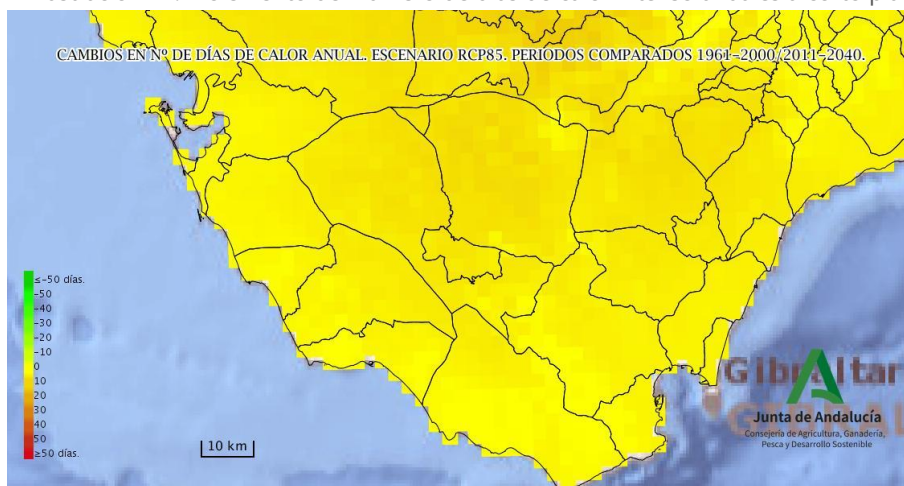 CAMBIOS EN Nº DE DÍAS DE CALOR ANUAL. ESCENARIO RCP85. PERIODOS COMPARADOS 1961-2000/2011-2040.
≤-50 días.
-50
-40
-30
-20
-10
0
10
20
30
40
50
≥50 días.
10 km
Gibraltar
Junta de Andalucía
Consejería de Agricultura, Ganadería,
Pesca y Desarrollo Sostenible